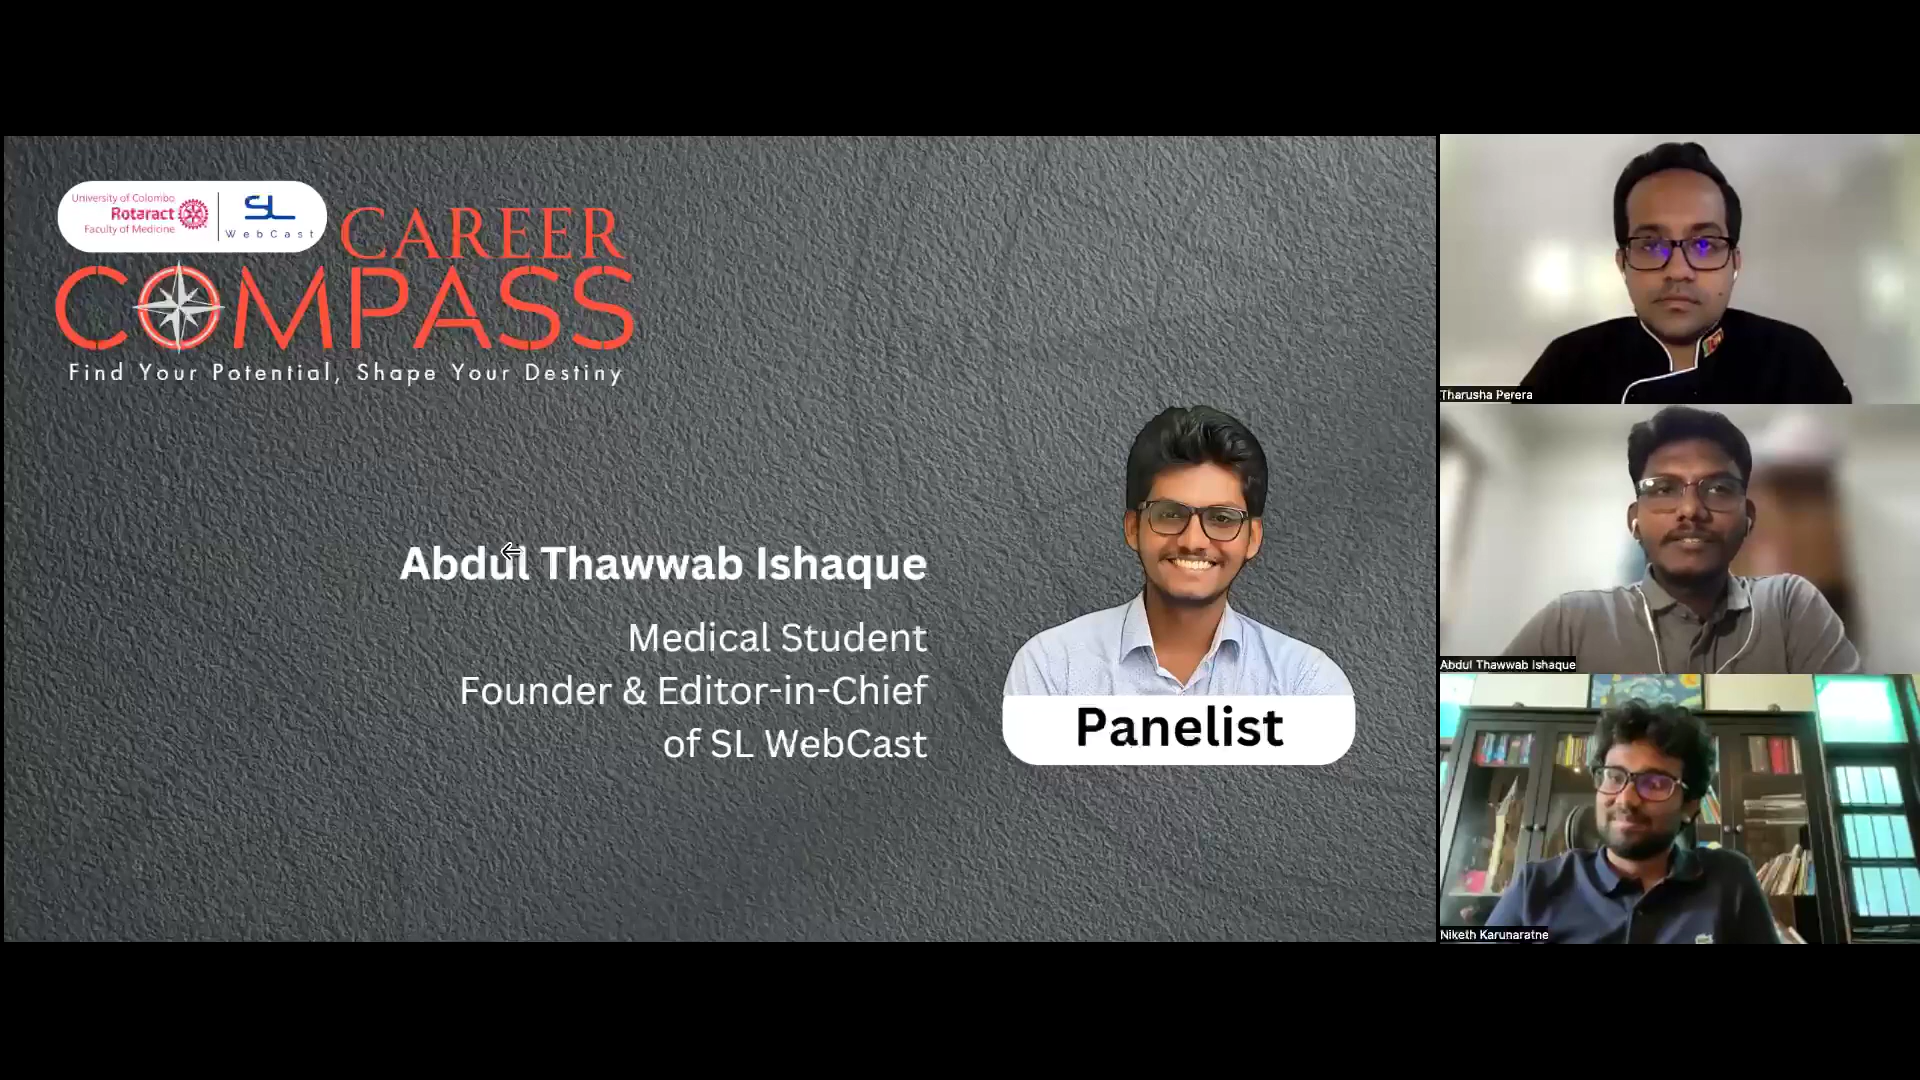 University of Colombo
Rotaract
Faculty of Medicine
SL
WebCast
CAREER
COMPASS
Find Your Potential, Shape Your Destiny
Abdul Thawwab Ishaque
Medical Student
Founder & Editor-in-Chief
of SL WebCast
Panelist
Tharusha Perera
Abdul Thawwab Ishaque
Niketh Karunaratne